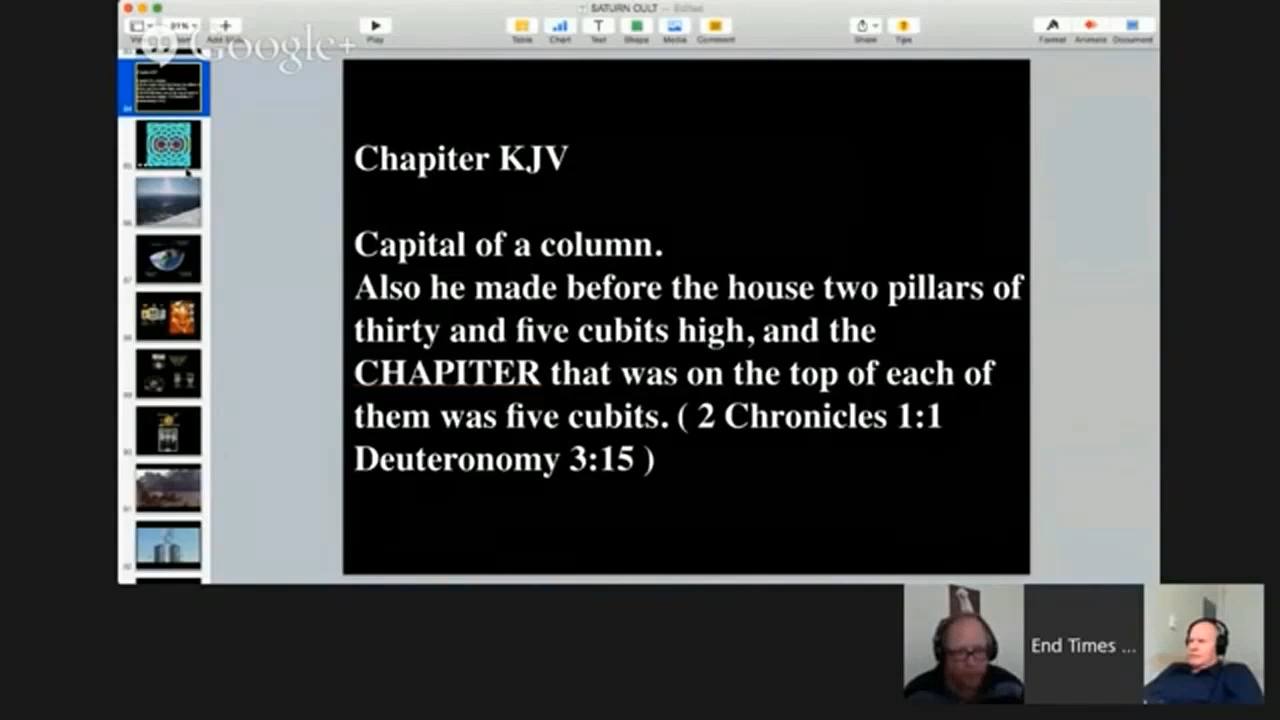 SATURN CULT — Edited
Play
Table
Chart
Text
Shape
Media
Comment
Share
Tips
Format
Animate
Document
Google+
Chapiter KJV
Capital of a column.
Also he made before the house two pillars of
thirty and five cubits high, and the
CHAPITER that was on the top of each of
them was five cubits. ( 2 Chronicles 1:1
Deuteronomy 3:15 )
End Times ...